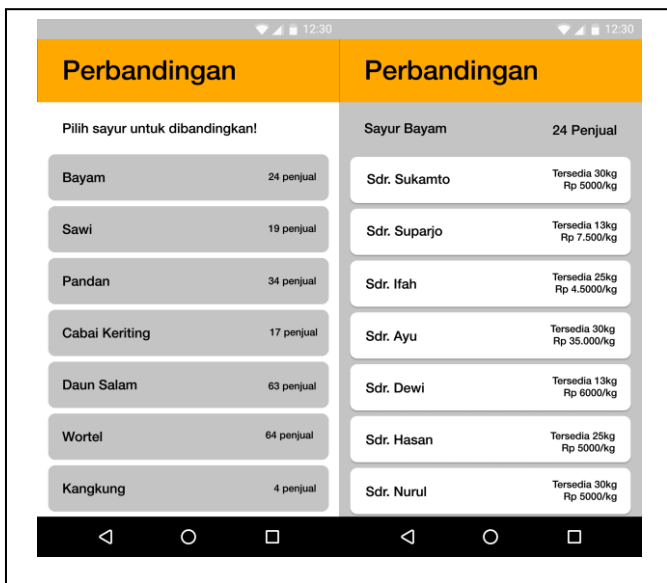 12:30
Perbandingan
Pilih sayur untuk dibandingkan!
Bayam 24 penjual
Sawi 19 penjual
Pandan 34 penjual
Cabai Keriting 17 penjual
Daun Salam 63 penjual
Wortel 64 penjual
Kangkung 4 penjual
12:30
Perbandingan
Sayur Bayam 24 Penjual
Sdr. Sukamto
Tersedia 30kg
Rp 5000/kg
Sdr. Suparjo
Tersedia 13kg
Rp 7.500/kg
Sdr. Ifah
Tersedia 25kg
Rp 4.5000/kg
Sdr. Ayu
Tersedia 30kg
Rp 35.000/kg
Sdr. Dewi
Tersedia 13kg
Rp 6000/kg
Sdr. Hasan
Tersedia 25kg
Rp 5000/kg
Sdr. Nurul
Tersedia 30kg
Rp 5000/kg